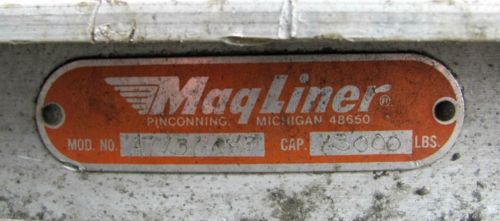 MagLiner®
PINCONNING, MICHIGAN 48650
MOD. NO. CAP. LBS.